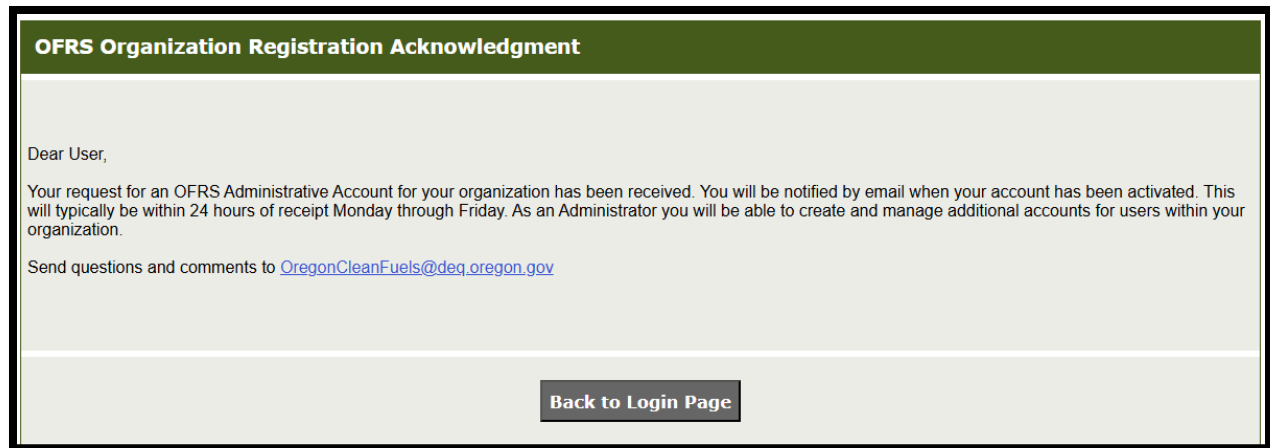 OFRS Organization Registration Acknowledgment
Dear User,
Your request for an OFRS Administrative Account for your organization has been received. You will be notified by email when your account has been activated. This
will typically be within 24 hours of receipt Monday through Friday. As an Administrator you will be able to create and manage additional accounts for users within your
organization.
Send questions and comments to OregonCleanFuels@deq.oregon.gov
Back to Login Page